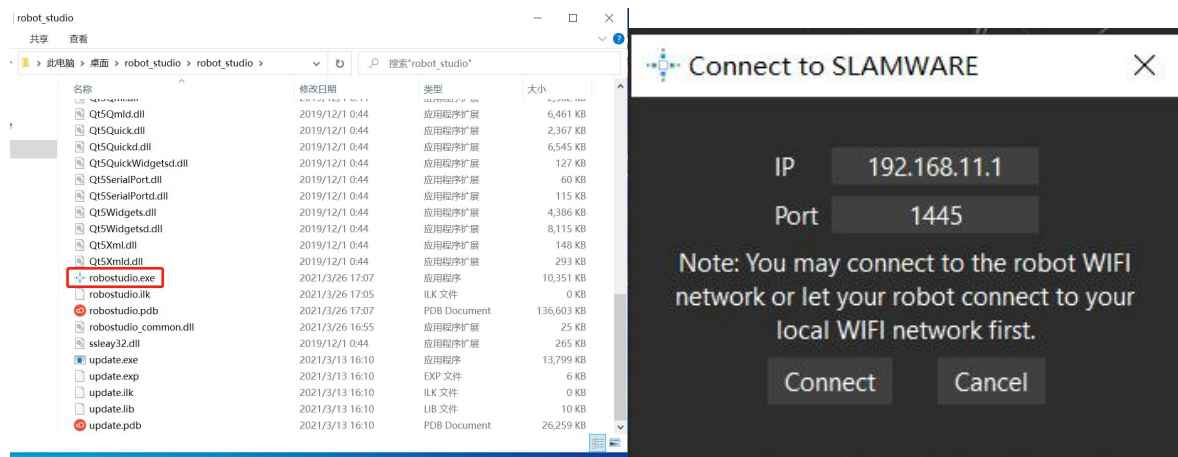 robot_studio
共享 查看
此电脑 > 桌面 > robot_studio > robot_studio >
搜索"robot_studio"
名称 修改日期 类型 大小
Qt5Qmld.dll 2019/12/1 0:44 应用程序扩展 6,461 KB
Qt5Quick.dll 2019/12/1 0:44 应用程序扩展 2,367 KB
Qt5Quickd.dll 2019/12/1 0:44 应用程序扩展 6,545 KB
Qt5QuickWidgetsd.dll 2019/12/1 0:44 应用程序扩展 127 KB
Qt5SerialPort.dll 2019/12/1 0:44 应用程序扩展 60 KB
Qt5SerialPortd.dll 2019/12/1 0:44 应用程序扩展 115 KB
Qt5Widgets.dll 2019/12/1 0:44 应用程序扩展 4,386 KB
Qt5Widgetsd.dll 2019/12/1 0:44 应用程序扩展 8,115 KB
Qt5Xml.dll 2019/12/1 0:44 应用程序扩展 148 KB
Qt5Xmld.dll 2019/12/1 0:44 应用程序扩展 293 KB
robostudio.exe 2021/3/26 17:07 应用程序 10,351 KB
robostudio.ilk 2021/3/26 17:05 ILK 文件 0 KB
robostudio.pdb 2021/3/26 17:07 PDB Document 136,603 KB
robostudio_common.dll 2021/3/26 16:55 应用程序扩展 25 KB
ssleay32.dll 2019/12/1 0:44 应用程序扩展 265 KB
update.exe 2021/3/13 16:10 应用程序 13,799 KB
update.exp 2021/3/13 16:10 EXP 文件 6 KB
update.ilk 2021/3/13 16:10 ILK 文件 0 KB
update.lib 2021/3/13 16:10 LIB 文件 10 KB
update.pdb 2021/3/13 16:10 PDB Document 26,259 KB
Connect to SLAMWARE
IP 192.168.11.1
Port 1445
Note: You may connect to the robot WIFI
network or let your robot connect to your
local WIFI network first.
Connect Cancel